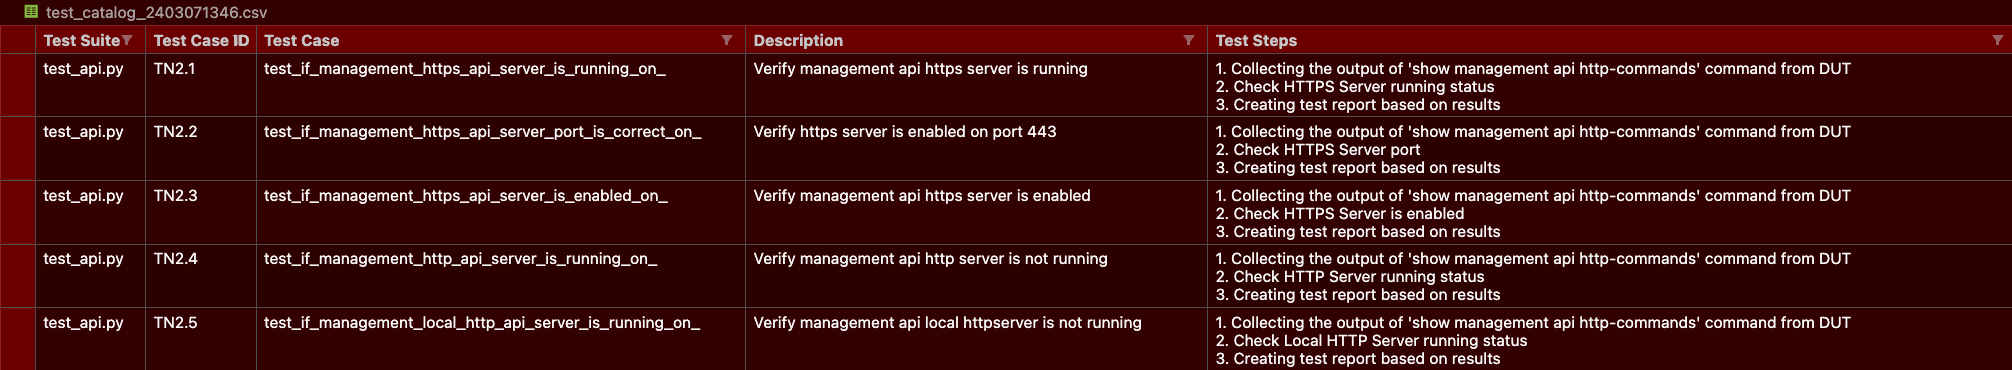 test_catalog_2403071346.csv
Test Suite Test Case ID Test Case Description Test Steps
test_api.py TN2.1 test_if_management_https_api_server_is_running_on_ Verify management api https server is running 1. Collecting the output of 'show management api http-commands' command from DUT
2. Check HTTPS Server running status
3. Creating test report based on results
test_api.py TN2.2 test_if_management_https_api_server_port_is_correct_on_ Verify https server is enabled on port 443 1. Collecting the output of 'show management api http-commands' command from DUT
2. Check HTTPS Server port
3. Creating test report based on results
test_api.py TN2.3 test_if_management_https_api_server_is_enabled_on_ Verify management api https server is enabled 1. Collecting the output of 'show management api http-commands' command from DUT
2. Check HTTPS Server is enabled
3. Creating test report based on results
test_api.py TN2.4 test_if_management_http_api_server_is_running_on_ Verify management api http server is not running 1. Collecting the output of 'show management api http-commands' command from DUT
2. Check HTTP Server running status
3. Creating test report based on results
test_api.py TN2.5 test_if_management_local_http_api_server_is_running_on_ Verify management api local httpserver is not running 1. Collecting the output of 'show management api http-commands' command from DUT
2. Check Local HTTP Server running status
3. Creating test report based on results